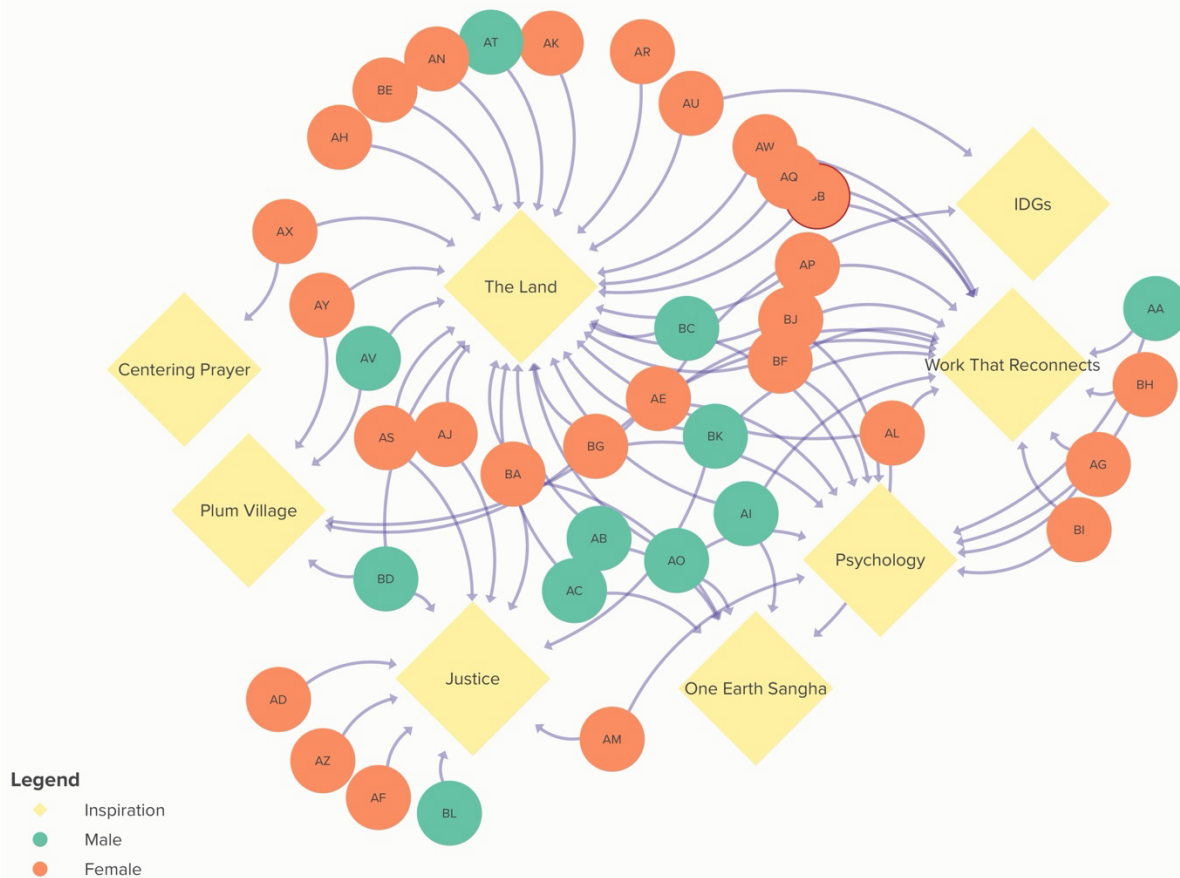 AT
AK
AN
AR
BE
AU
AH
AW
AQ
IDGs
AX
AP
The Land
AY
BC
BJ
AA
AV
BF
Centering Prayer
Work That Reconnects
BH
AE
AS
AJ
BK
AL
BG
AG
BA
Plum Village
AI
BI
AB
AO
Psychology
BD
AC
Justice
One Earth Sangha
AD
AM
AZ
AF
BL
Legend
Inspiration
Male
Female